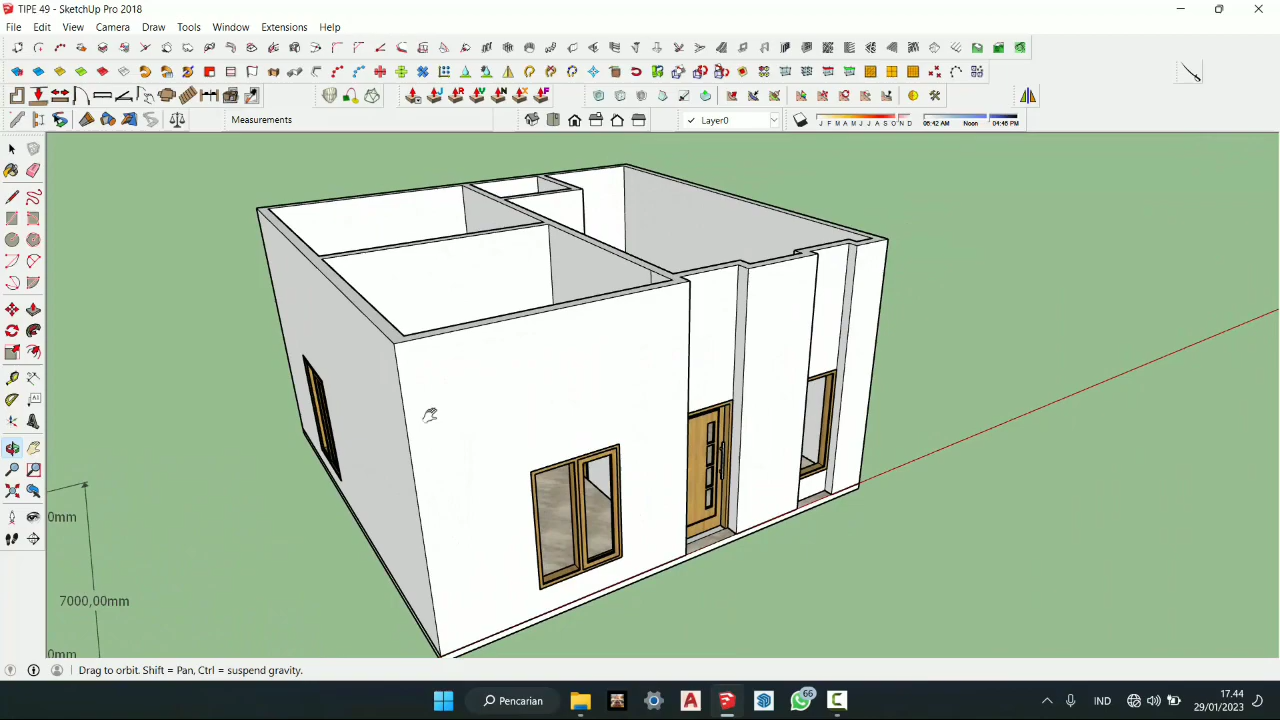 TIPE 49 - SketchUp Pro 2018
File Edit View Camera Draw Tools Window Extensions Help
Measurements
Layer0
J F M A M J J A S O N D
06:42 AM Noon 04:46 PM
0mm
7000,00mm
0mm
Drag to orbit. Shift = Pan, Ctrl = suspend gravity.
Pencarian
66
IND
17.44
29/01/2023